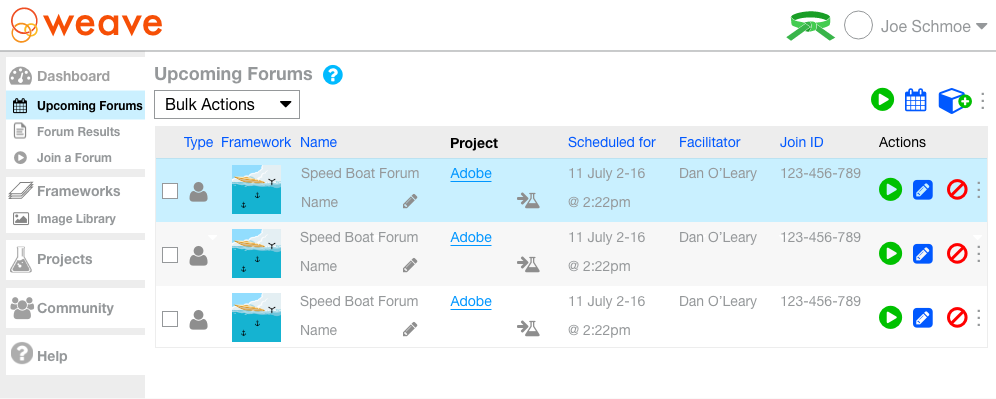 weave
Joe Schmoe
Dashboard
Upcoming Forums
Forum Results
Join a Forum
Frameworks
Image Library
Projects
Community
Help
Upcoming Forums ?
Bulk Actions
Type Framework Name Project Scheduled for Facilitator Join ID Actions
Speed Boat Forum Adobe 11 July 2-16 Dan O'Leary 123-456-789
Name @ 2:22pm
Speed Boat Forum Adobe 11 July 2-16 Dan O'Leary 123-456-789
Name @ 2:22pm
Speed Boat Forum Adobe 11 July 2-16 Dan O'Leary 123-456-789
Name @ 2:22pm